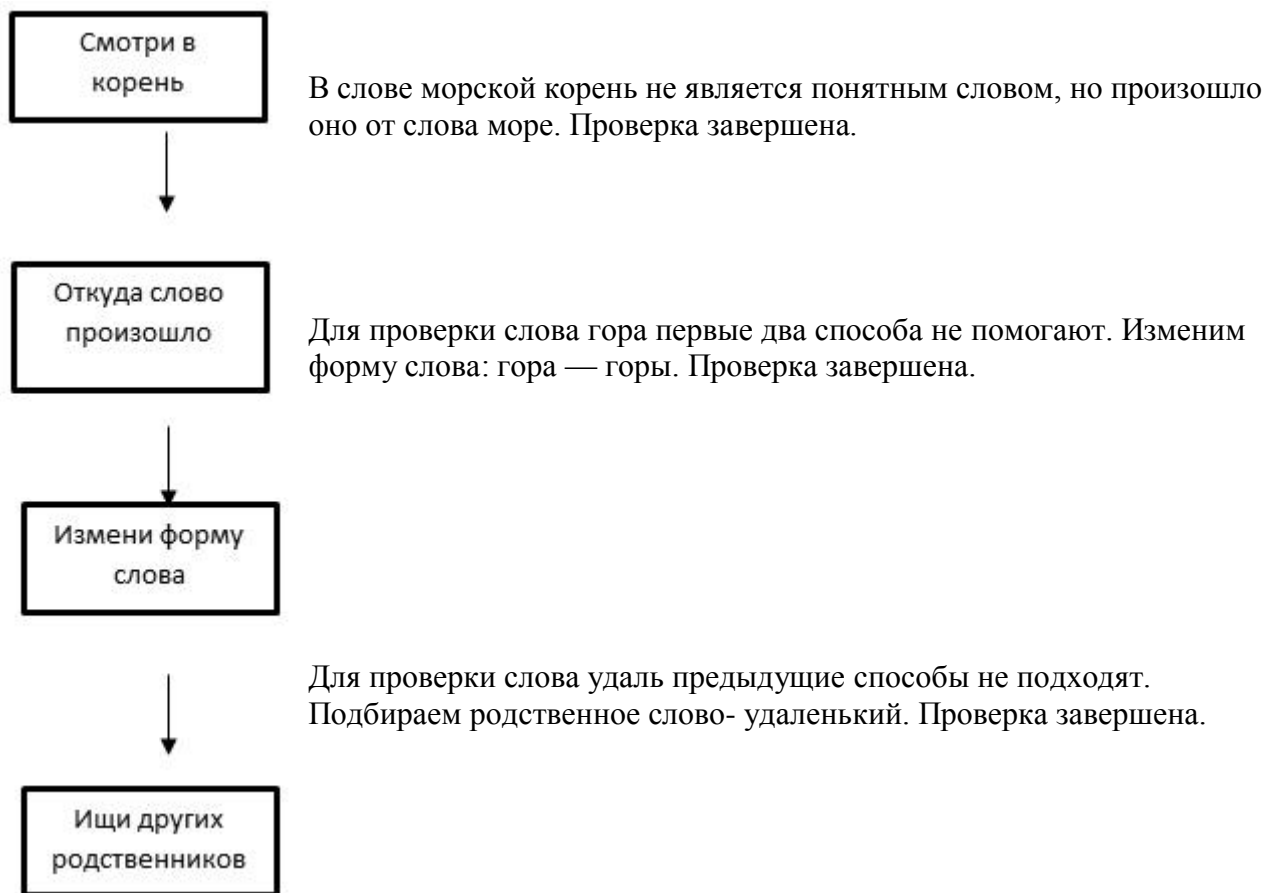 Смотри в
корень
В слове морской корень не является понятным словом, но произошло
оно от слова море. Проверка завершена.
Откуда слово
произошло
Для проверки слова гора первые два способа не помогают. Изменим
форму слова: гора — горы. Проверка завершена.
Измени форму
слова
Для проверки слова удаль предыдущие способы не подходят.
Подбираем родственное слово- удаленький. Проверка завершена.
Ищи других
родственников